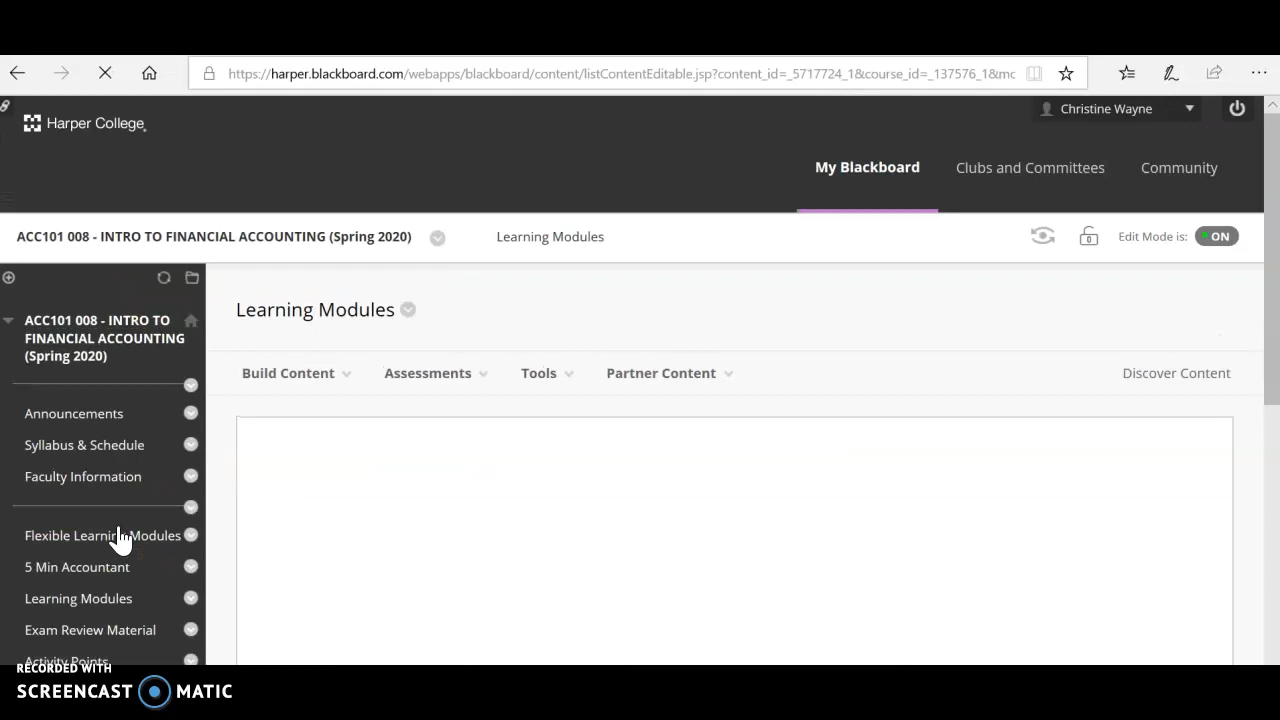 https://harper.blackboard.com/webapps/blackboard/content/listContentEditable.jsp?content_id=_5717724_1&course_id=_137576_1&mc
Harper College
Christine Wayne
My Blackboard
Clubs and Committees
Community
ACC101 008 - INTRO TO FINANCIAL ACCOUNTING (Spring 2020)
Learning Modules
Edit Mode is:
ON
ACC101 008 - INTRO TO
FINANCIAL ACCOUNTING
(Spring 2020)
Learning Modules
Build Content
Assessments
Tools
Partner Content
Discover Content
Announcements
Syllabus & Schedule
Faculty Information
Flexible Learning Modules
5 Min Accountant
Learning Modules
Exam Review Material
Activity Points
RECORDED WITH
SCREENCAST MATIC